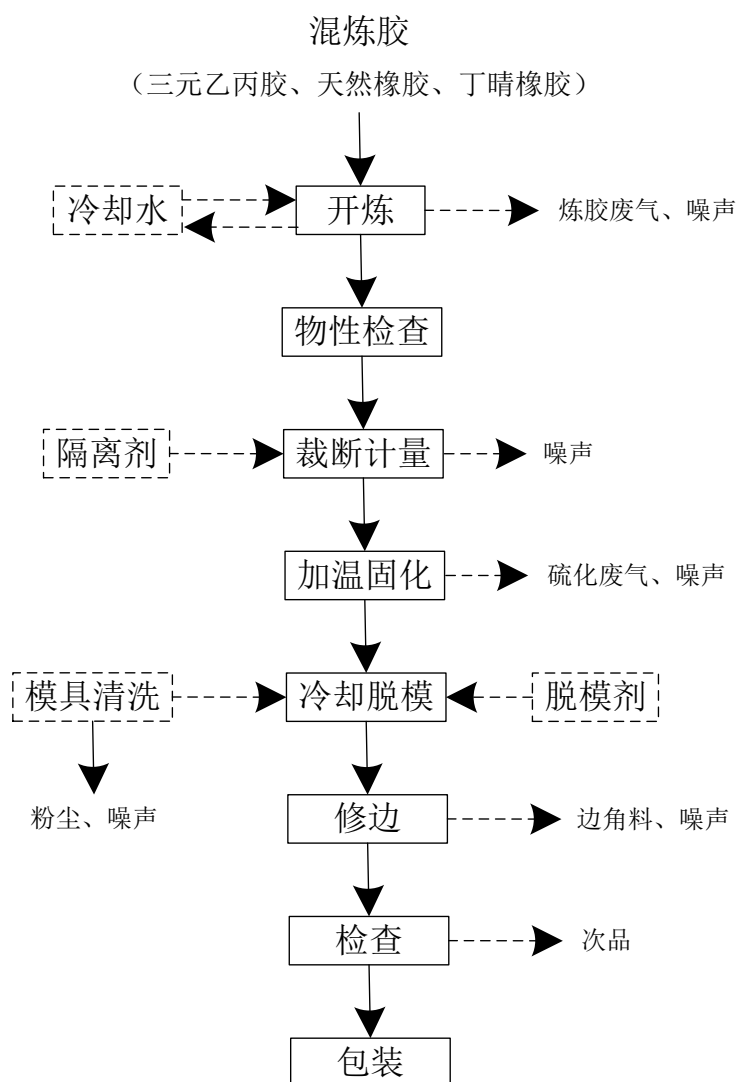 混炼胶
（三元乙丙胶、天然橡胶、丁晴橡胶）
冷却水
开炼
炼胶废气、噪声
物性检查
隔离剂
裁断计量
噪声
加温固化
硫化废气、噪声
模具清洗
冷却脱模
脱模剂
粉尘、噪声
修边
边角料、噪声
检查
次品
包装